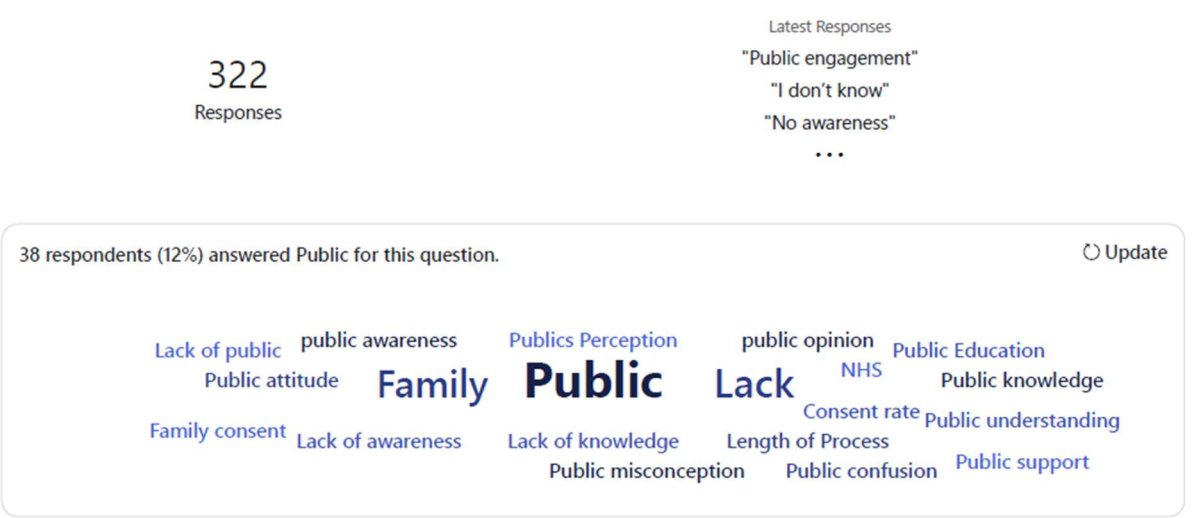 322
Responses
Latest Responses
"Public engagement"
"I don't know"
"No awareness"
...
38 respondents (12%) answered Public for this question.
Update
Lack of public
public awareness
Publics Perception
public opinion
Public Education
Public attitude
Family
Public
Lack
NHS
Public knowledge
Consent rate
Public understanding
Family consent
Lack of awareness
Lack of knowledge
Length of Process
Public misconception
Public confusion
Public support